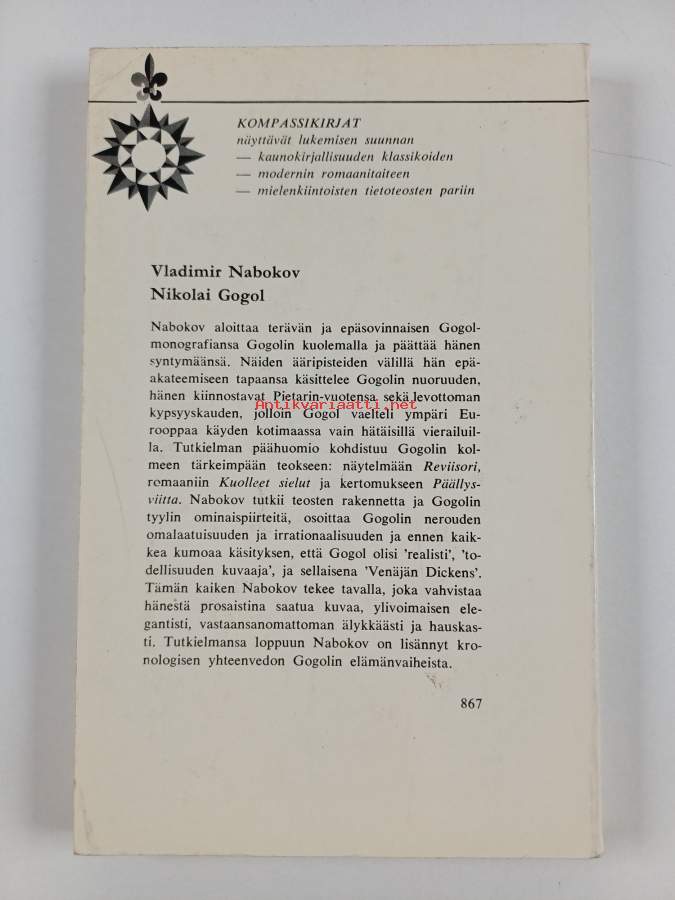 KOMPASSIKIRJAT
näyttävät lukemisen suunnan
— kaunokirjallisuuden klassikoiden
— modernin romaanitaiteen
— mielenkiintoisten tietoteosten pariin
Vladimir Nabokov
Nikolai Gogol
Nabokov aloittaa terävän ja epäsovinnaisen Gogol-
monografiansa Gogolin kuolemalla ja päättää hänen
syntymäänsä. Näiden ääripisteiden välillä hän epä-
akateemiseen tapaansa käsittelee Gogolin nuoruuden,
hänen kiinnostavat Pietarin-vuotensa sekä levottoman
Antikvariaatti.net
kypsyyskauden, jolloin Gogol vaelteli ympäri Eu-
rooppaa käyden kotimaassa vain hätäisillä vierailuil-
la. Tutkielman päähuomio kohdistuu Gogolin kol-
meen tärkeimpään teokseen: näytelmään Reviisori,
romaaniin Kuolleet sielut ja kertomukseen Päällys-
viitta. Nabokov tutkii teosten rakennetta ja Gogolin
tyylin ominaispiirteitä, osoittaa Gogolin nerouden
omalaatuisuuden ja irrationaalisuuden ja ennen kaik-
kea kumoaa käsityksen, että Gogol olisi 'realisti', 'to-
dellisuuden kuvaaja', ja sellaisena 'Venäjän Dickens'.
Tämän kaiken Nabokov tekee tavalla, joka vahvistaa
hänestä prosaistina saatua kuvaa, ylivoimaisen ele-
gantisti, vastaansanomattoman älykkäästi ja hauskas-
ti. Tutkielmansa loppuun Nabokov on lisännyt kro-
nologisen yhteenvedon Gogolin elämänvaiheista.
867